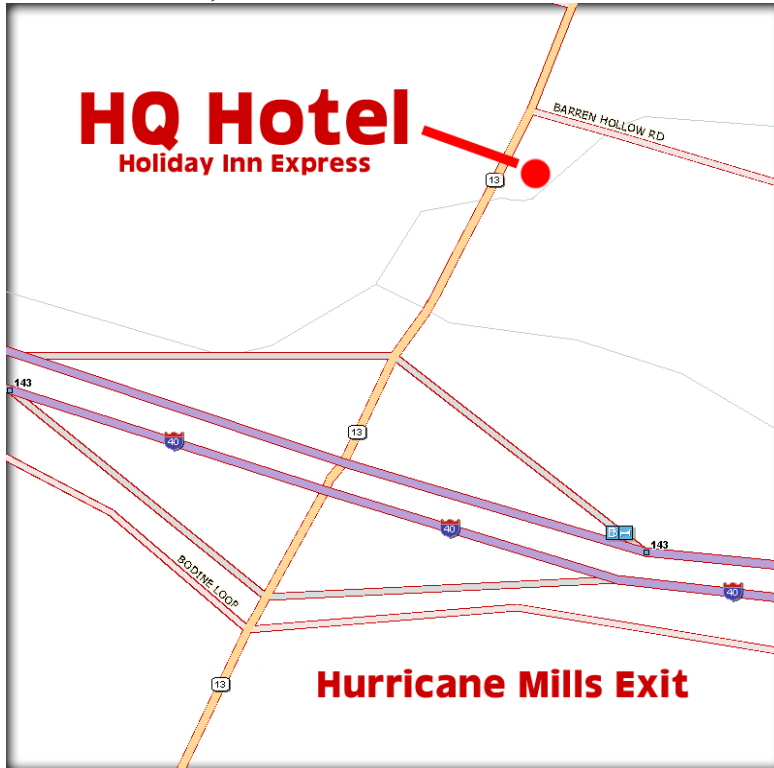 HQ Hotel
Holiday Inn Express
BARREN HOLLOW RD
13
143
13
40
40
143
40
BODINE LOOP
13
Hurricane Mills Exit